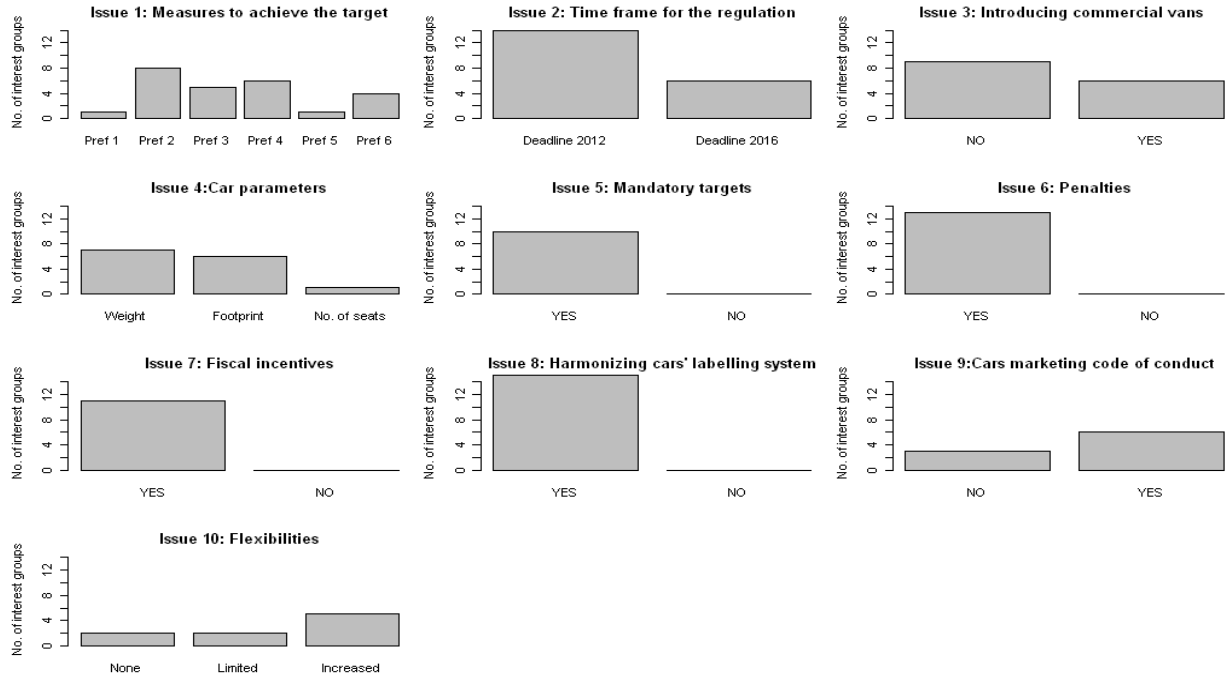 Issue 1: Measures to achieve the target
No. of interest groups
12
8
4
0
Pref 1 Pref 2 Pref 3 Pref 4 Pref 5 Pref 6
Issue 2: Time frame for the regulation
No. of interest groups
12
8
4
0
Deadline 2012 Deadline 2016
Issue 3: Introducing commercial vans
No. of interest groups
12
8
4
0
NO YES
Issue 4:Car parameters
No. of interest groups
12
8
4
0
Weight Footprint No. of seats
Issue 5: Mandatory targets
No. of interest groups
12
8
4
0
YES NO
Issue 6: Penalties
No. of interest groups
12
8
4
0
YES NO
Issue 7: Fiscal incentives
No. of interest groups
12
8
4
0
YES NO
Issue 8: Harmonizing cars' labelling system
No. of interest groups
12
8
4
0
YES NO
Issue 9:Cars marketing code of conduct
No. of interest groups
12
8
4
0
NO YES
Issue 10: Flexibilities
No. of interest groups
12
8
4
0
None Limited Increased